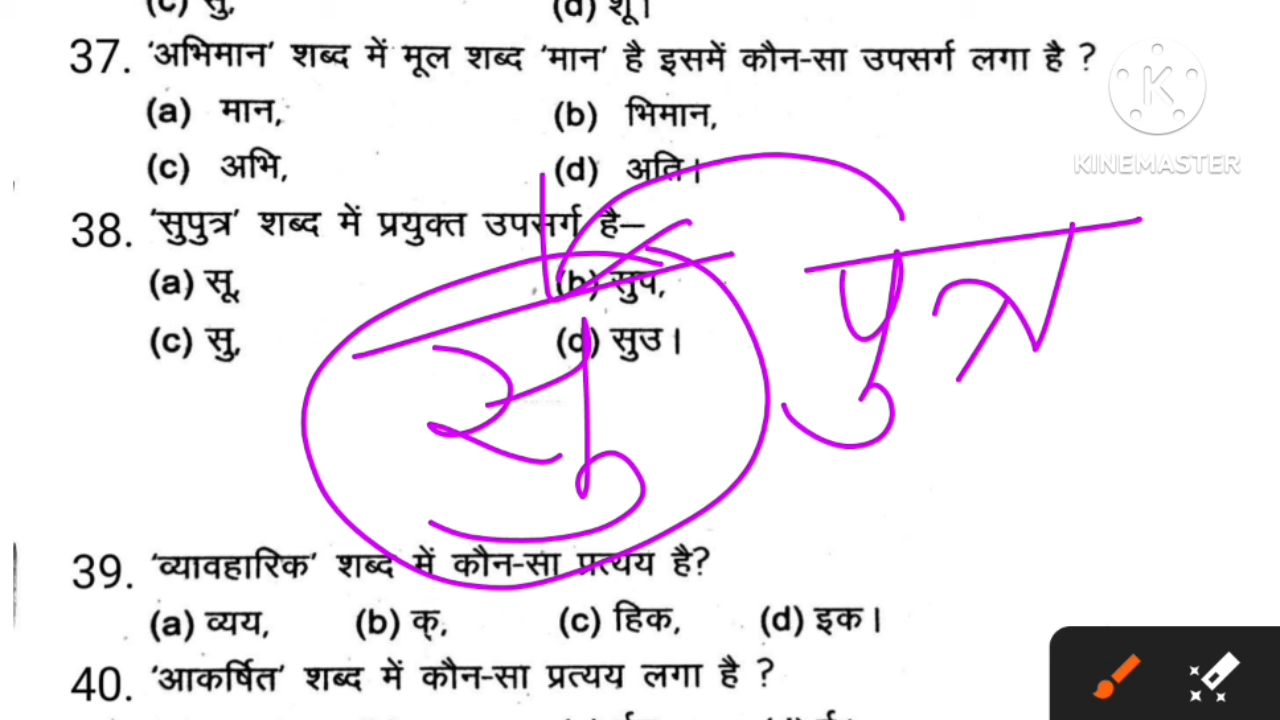 (c) सु, (d) शू।
37. 'अभिमान' शब्द में मूल शब्द 'मान' है इसमें कौन-सा उपसर्ग लगा है ?
(a) मान, (b) भिमान,
(c) अभि, (d) अति।
38. 'सुपुत्र' शब्द में प्रयुक्त उपसर्ग है—
(a) सू, (b) सुप,
(c) सु, (d) सुउ।
सु पुत्र
39. 'व्यावहारिक' शब्द में कौन-सा प्रत्यय है?
(a) व्यय, (b) क्, (c) हिक, (d) इक।
40. 'आकर्षित' शब्द में कौन-सा प्रत्यय लगा है ?
K
KINEMASTER